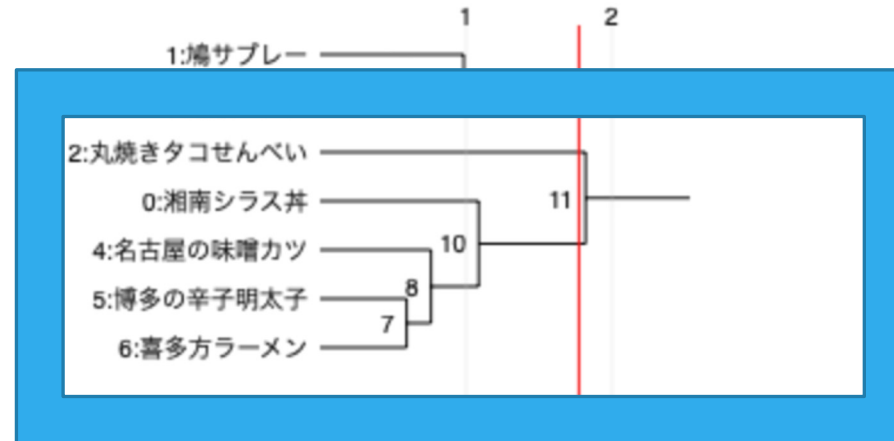 1 2
1:鳩サブレー
2:丸焼きタコせんべい
0:湘南シラス丼
11
10
4:名古屋の味噌カツ
8
5:博多の辛子明太子
7
6:喜多方ラーメン